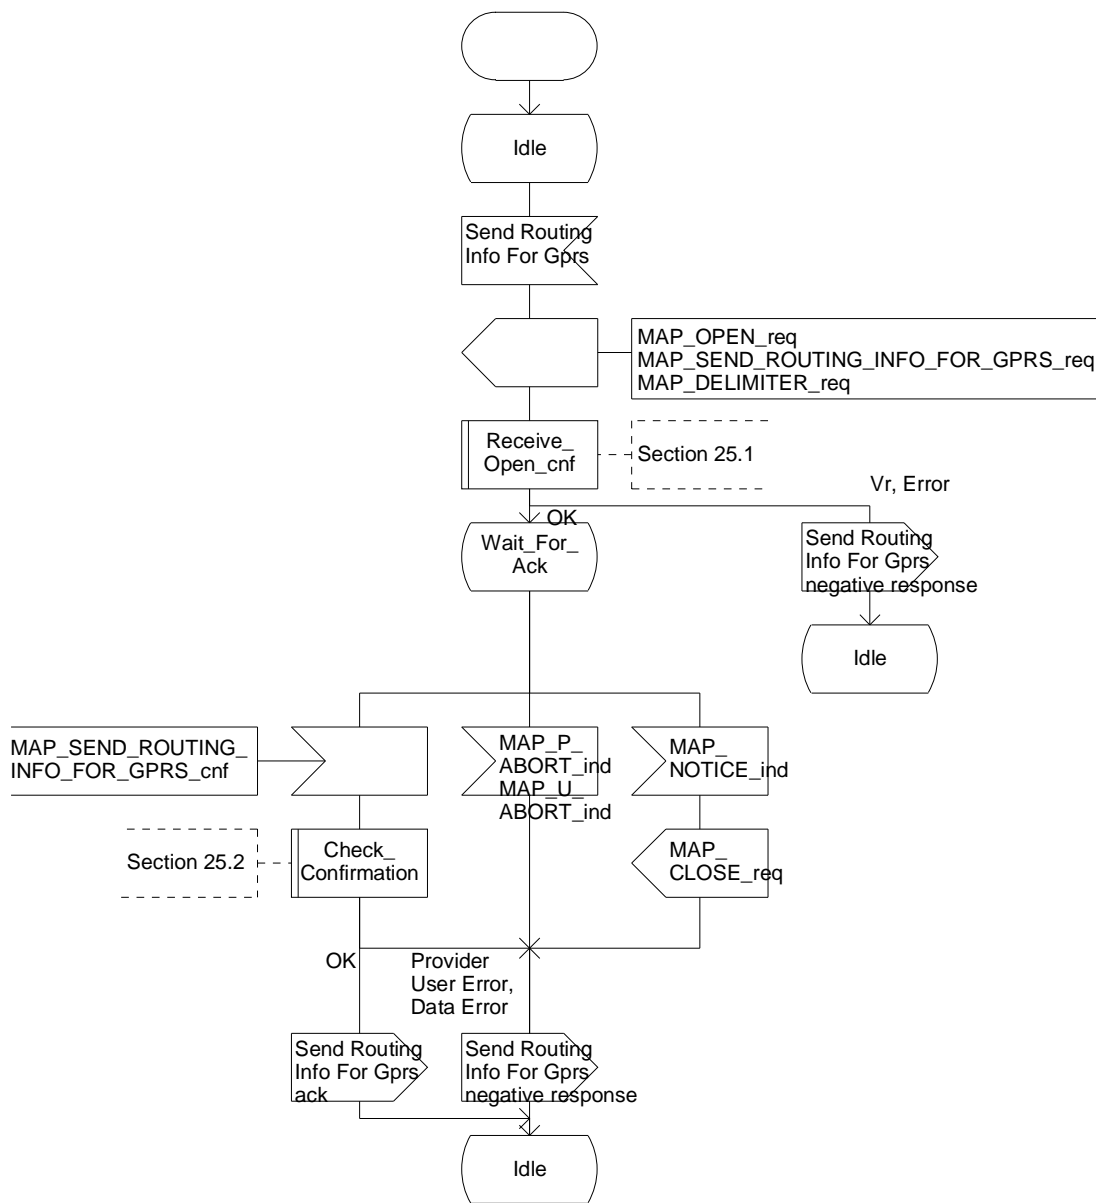 Idle
Send Routing
Info For Gprs
MAP_OPEN_req
MAP_SEND_ROUTING_INFO_FOR_GPRS_req
MAP_DELIMITER_req
Receive_
Open_cnf
Section 25.1
Vr, Error
OK
Wait_For_
Ack
Send Routing
Info For Gprs
negative response
Idle
MAP_SEND_ROUTING_
INFO_FOR_GPRS_cnf
MAP_P_
ABORT_ind
MAP_U_
ABORT_ind
MAP_
NOTICE_ind
Section 25.2
Check_
Confirmation
MAP_
CLOSE_req
OK
Provider
User Error,
Data Error
Send Routing
Info For Gprs
ack
Send Routing
Info For Gprs
negative response
Idle